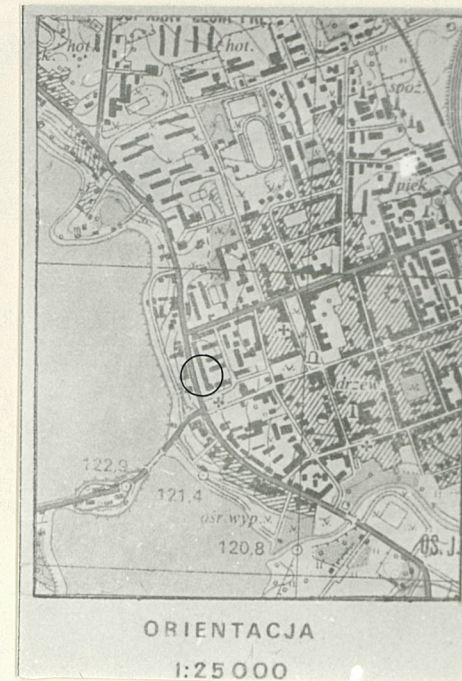 hot.
hot.
spoż.
piek
drzew.
122,9
121,4
ośr. wyp.
120,8
OS. J.
ORIENTACJA
1:25000